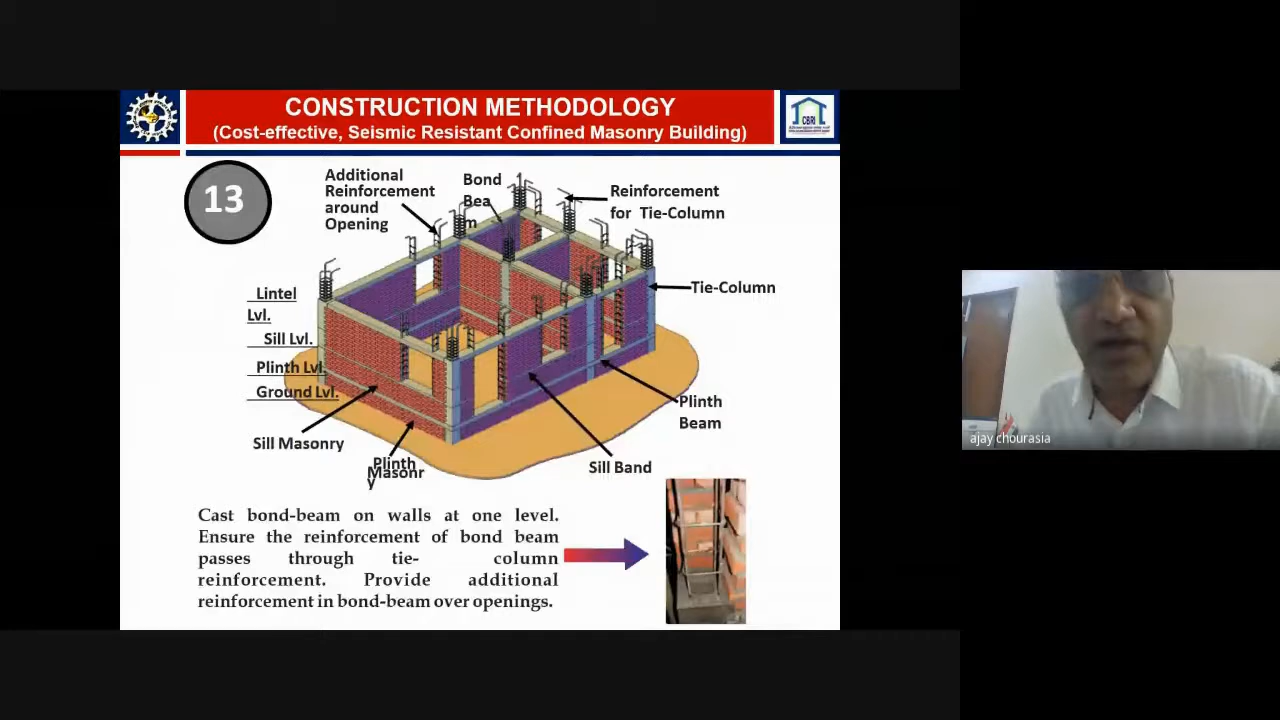 CONSTRUCTION METHODOLOGY
(Cost-effective, Seismic Resistant Confined Masonry Building)
CBRI
13
Additional
Reinforcement
around
Opening
Bond
Bea
m
Reinforcement
for Tie-Column
Tie-Column
Lintel
Lvl.
Sill Lvl.
Plinth Lvl.
Ground Lvl.
Sill Masonry
Plinth
Masonr
y
Sill Band
Plinth
Beam
Cast bond-beam on walls at one level.
Ensure the reinforcement of bond beam
passes through tie- column
reinforcement. Provide additional
reinforcement in bond-beam over openings.
ajay chourasia